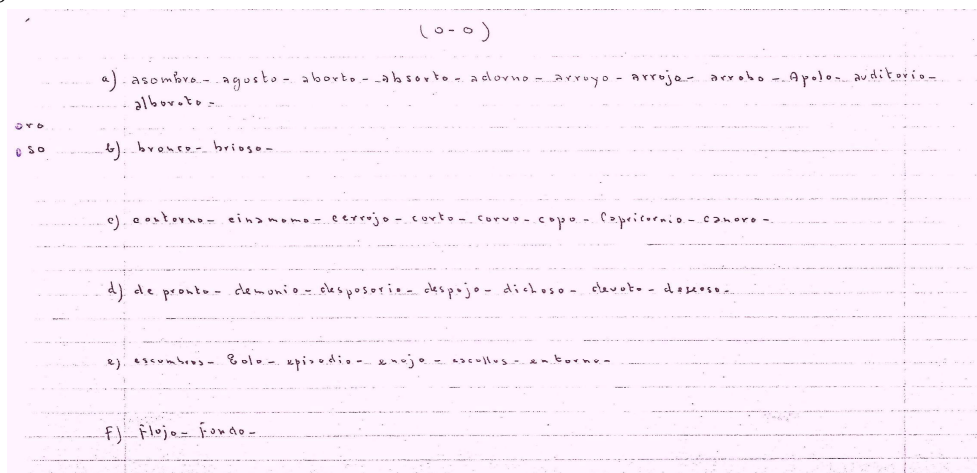 (o-o)
a) asombro - agosto - aborto - absorto - adorno - arroyo - arrojo - arrobo - Apolo - auditorio -
alboroto -
oro
oso b) bronco - brioso -
c) contorno - cinamomo - cerrojo - corto - corvo - copo - Capricornio - canoro -
d) de pronto - demonio - desposorio - despojo - dichoso - devoto - deseoso -
e) escombros - Eolo - episodio - enojo - escollos - entorno -
f) flojo - fondo -